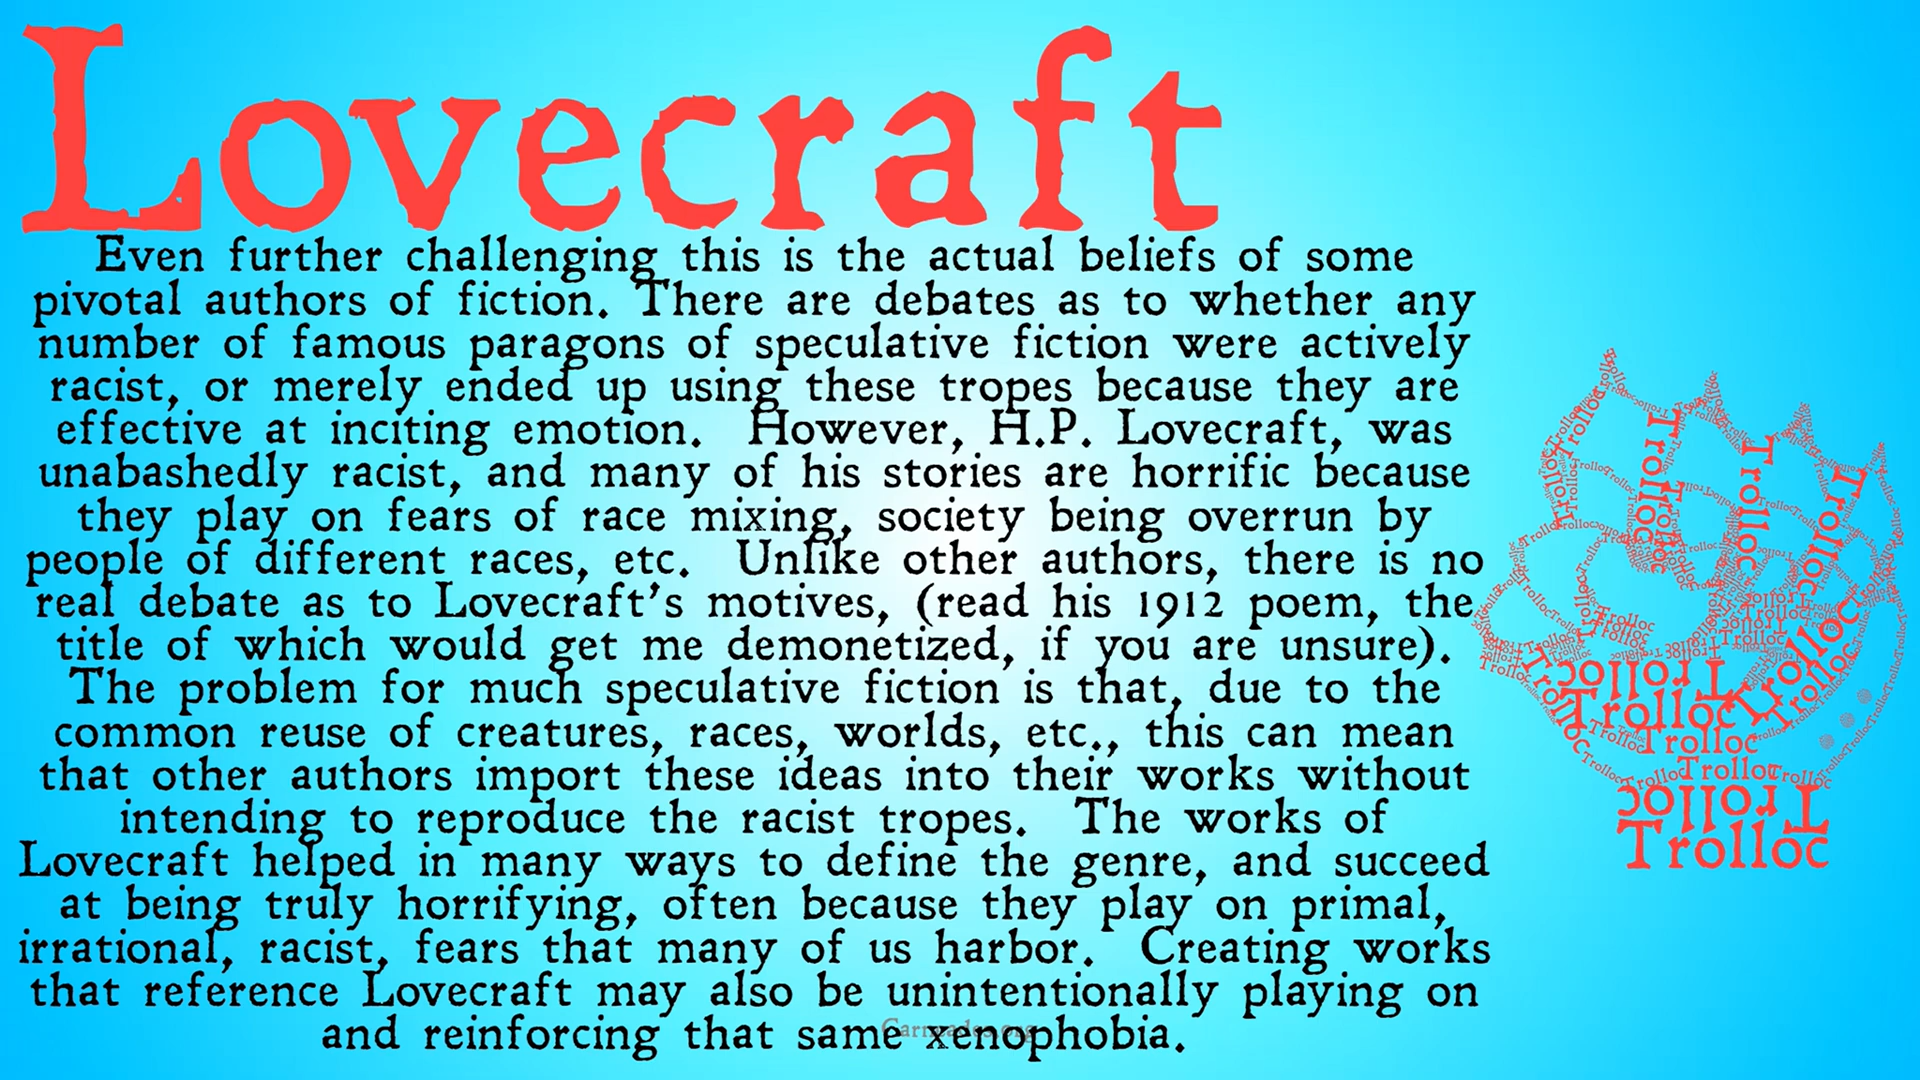 Lovecraft
Even further challenging this is the actual beliefs of some
pivotal authors of fiction. There are debates as to whether any
number of famous paragons of speculative fiction were actively
racist, or merely ended up using these tropes because they are
effective at inciting emotion. However, H.P. Lovecraft, was
unabashedly racist, and many of his stories are horrific because
they play on fears of race mixing, society being overrun by
people of different races, etc. Unlike other authors, there is no
real debate as to Lovecraft's motives, (read his 1912 poem, the
title of which would get me demonetized, if you are unsure).
The problem for much speculative fiction is that, due to the
common reuse of creatures, races, worlds, etc., this can mean
that other authors import these ideas into their works without
intending to reproduce the racist tropes. The works of
Lovecraft helped in many ways to define the genre, and succeed
at being truly horrifying, often because they play on primal,
irrational, racist, fears that many of us harbor. Creating works
that reference Lovecraft may also be unintentionally playing on
and reinforcing that same xenophobia.
Trolloc
Trolloc
Trolloc
Trolloc
Trolloc
Trolloc
Trolloc
Trolloc
Trolloc
Trolloc